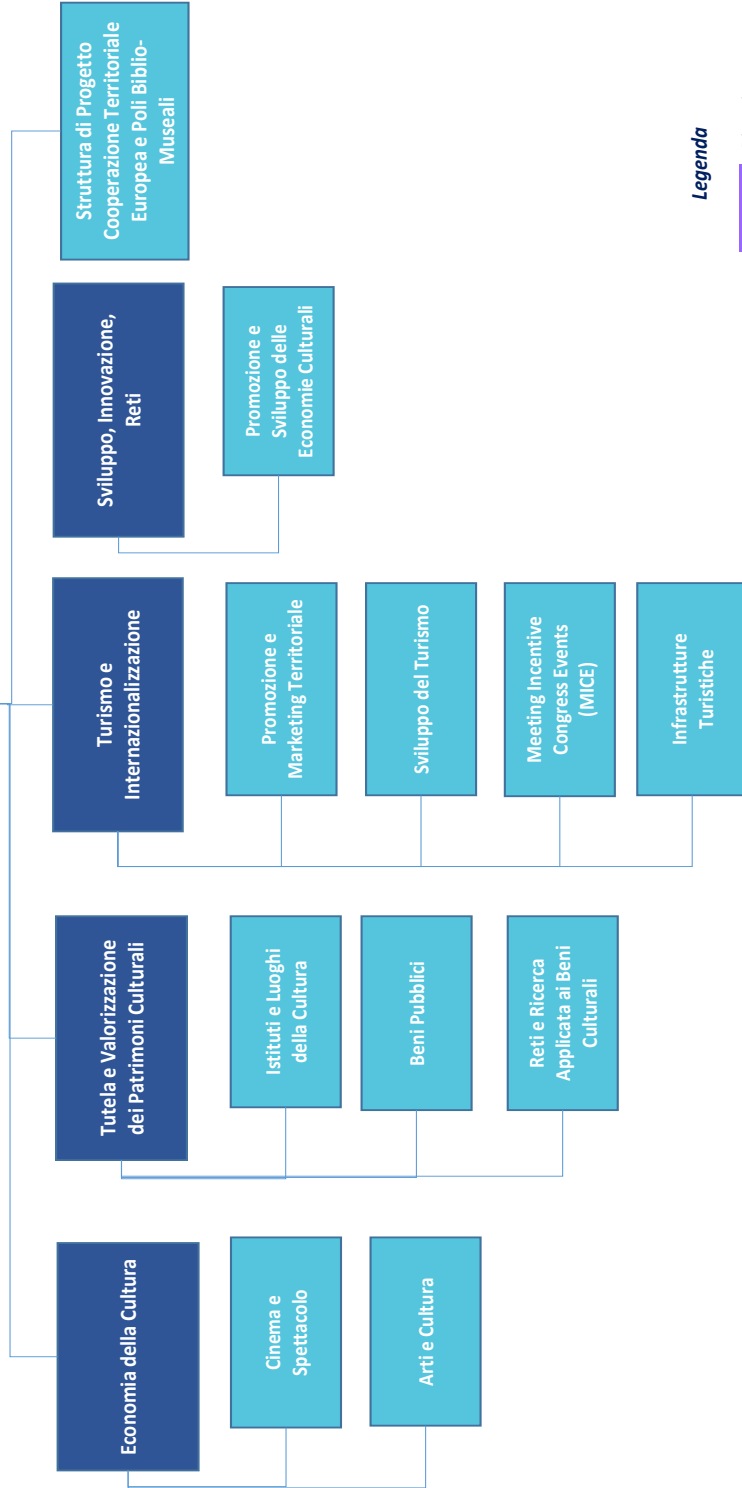 Economia della Cultura
Cinema e
Spettacolo
Arti e Cultura
Tutela e Valorizzazione
dei Patrimoni Culturali
Istituti e Luoghi
della Cultura
Beni Pubblici
Reti e Ricerca
Applicata ai Beni
Culturali
Turismo e
Internazionalizzazione
Promozione e
Marketing Territoriale
Sviluppo del Turismo
Meeting Incentive
Congress Events
(MICE)
Infrastrutture
Turistiche
Sviluppo, Innovazione,
Reti
Promozione e
Sviluppo delle
Economie Culturali
Struttura di Progetto
Cooperazione Territoriale
Europea e Poli Biblio-
Museali
Legenda